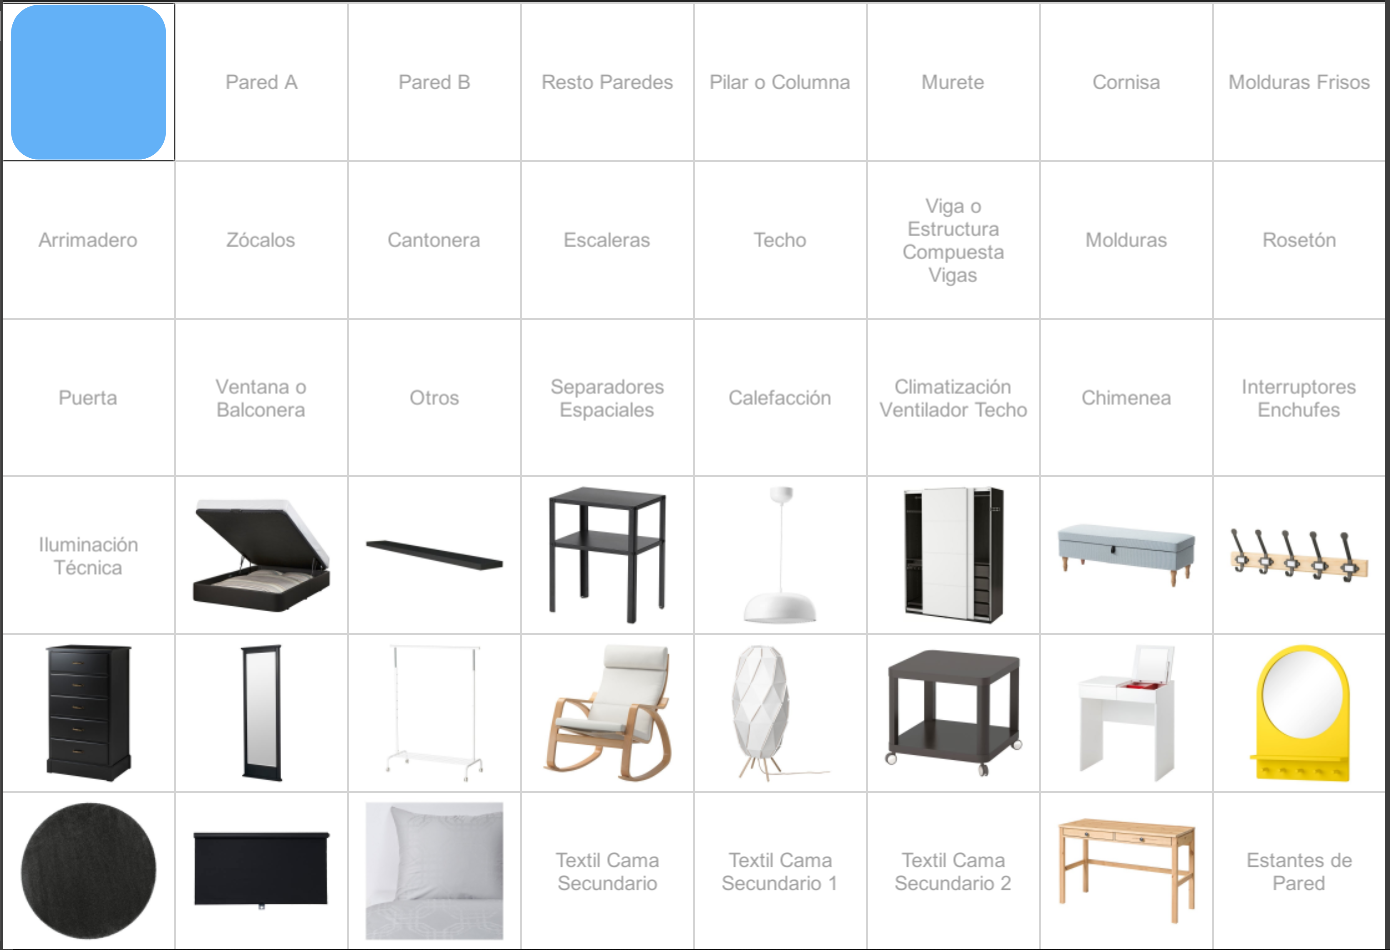 Pared A
Pared B
Resto Paredes
Pilar o Columna
Murete
Cornisa
Molduras Frisos
Arrimadero
Zócalos
Cantonera
Escaleras
Techo
Viga o
Estructura
Compuesta
Vigas
Molduras
Rosetón
Puerta
Ventana o
Balconera
Otros
Separadores
Espaciales
Calefacción
Climatización
Ventilador Techo
Chimenea
Interruptores
Enchufes
Iluminación
Técnica
Textil Cama
Secundario
Textil Cama
Secundario 1
Textil Cama
Secundario 2
Estantes de
Pared